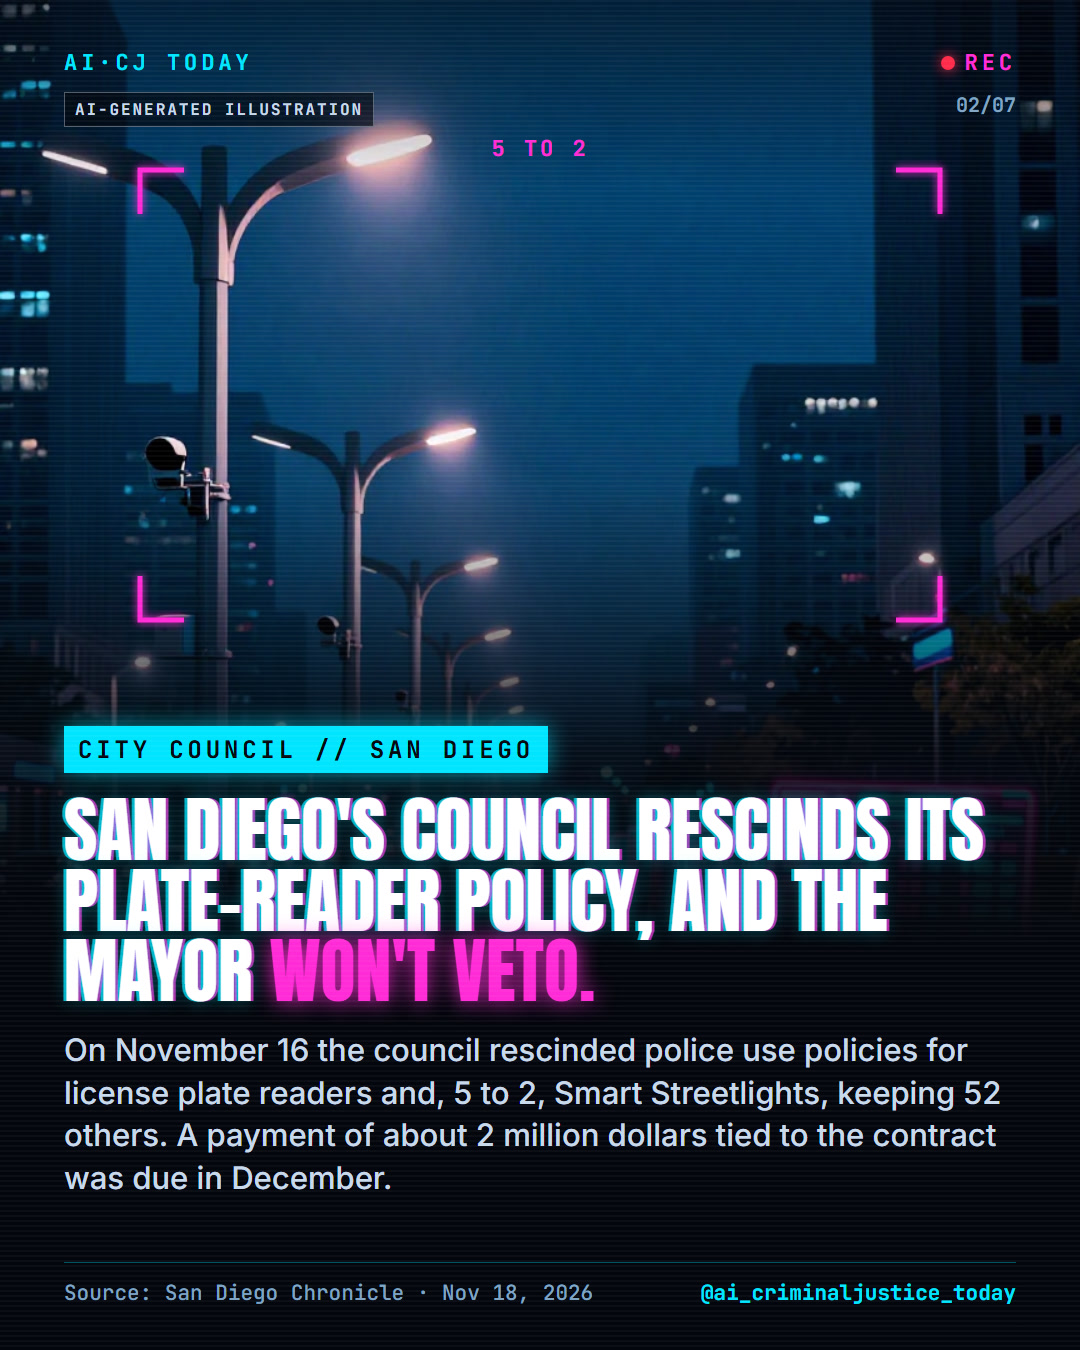 AI·CJ TODAY
REC
AI-GENERATED ILLUSTRATION
02/07
5 TO 2
CITY COUNCIL // SAN DIEGO
SAN DIEGO'S COUNCIL RESCINDS ITS
PLATE-READER POLICY, AND THE
MAYOR WON'T VETO.
On November 16 the council rescinded police use policies for
license plate readers and, 5 to 2, Smart Streetlights, keeping 52
others. A payment of about 2 million dollars tied to the contract
was due in December.
Source: San Diego Chronicle · Nov 18, 2026
@ai_criminaljustice_today